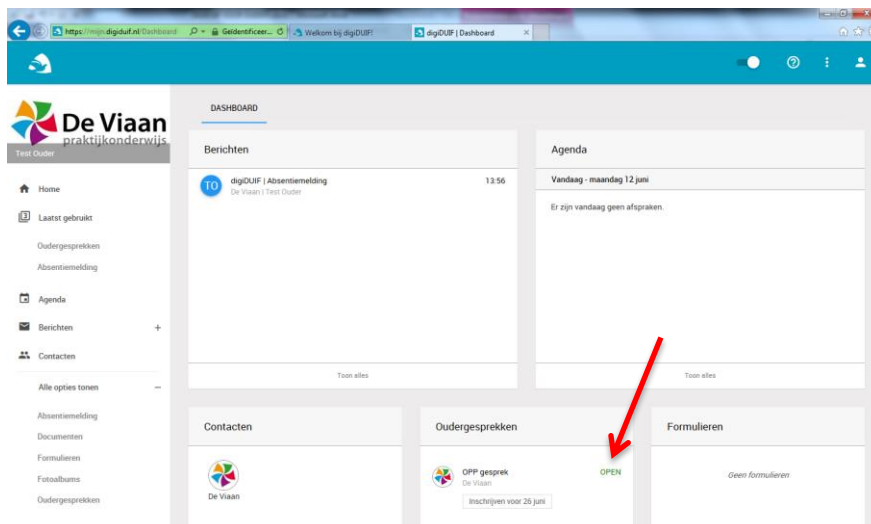 https://mijn.digiduif.nl/Dashboard
Geïdentificeer...
Welkom bij digiDUIF!
digiDUIF | Dashboard
De Viaan
praktijkonderwijs
Test Ouder
Home
Laatst gebruikt
Oudergesprekken
Absentiemelding
Agenda
Berichten +
Contacten
Alle opties tonen –
Absentiemelding
Documenten
Formulieren
Fotoalbums
Oudergesprekken
DASHBOARD
Berichten
TO
digiDUIF | Absentiemelding 13:56
De Viaan | Test Ouder
Toon alles
Agenda
Vandaag - maandag 12 juni
Er zijn vandaag geen afspraken.
Toon alles
Contacten
De Viaan
Oudergesprekken
OPP gesprek OPEN
De Viaan
Inschrijven voor 26 juni
Formulieren
Geen formulieren